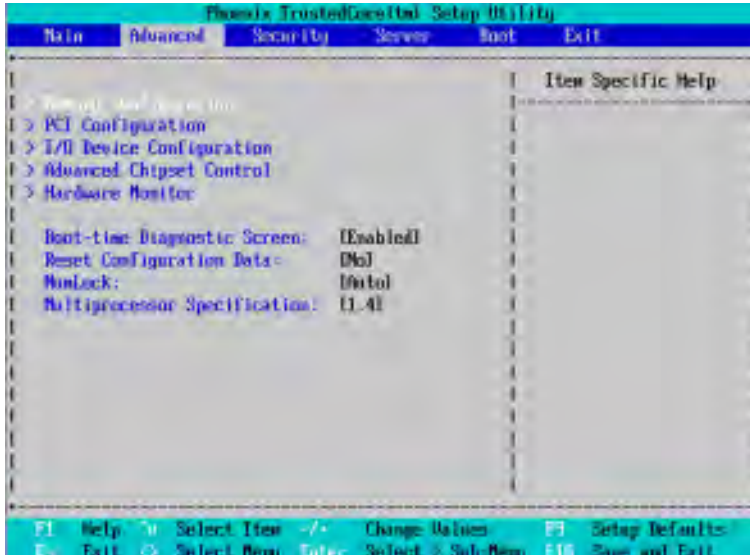 Phoenix TrustedCore(tm) Setup Utility
Main Advanced Security Server Boot Exit
Item Specific Help
> Memory Configuration
> PCI Configuration
> I/O Device Configuration
> Advanced Chipset Control
> Hardware Monitor
Boot-time Diagnostic Screen: [Enabled]
Reset Configuration Data: [No]
NumLock: [Auto]
Multiprocessor Specification: [1.4]
F1 Help Select Item -/+ Change Values F9 Setup Defaults
Exit Select Menu Enter Select > Sub-Menu F10 Save and Exit